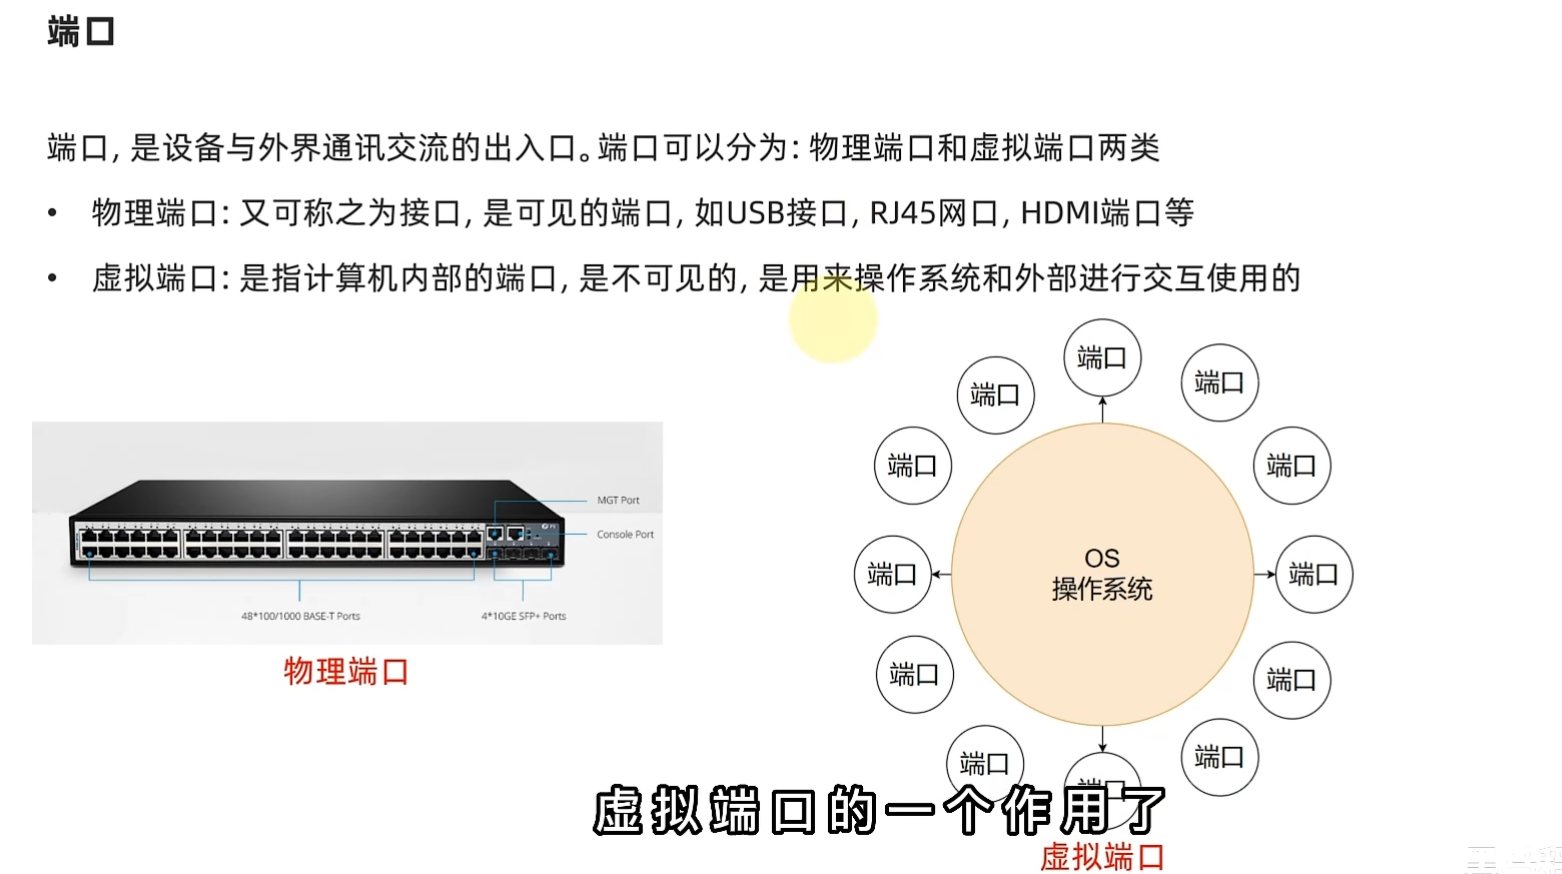 端口
端口，是设备与外界通讯交流的出入口。端口可以分为：物理端口和虚拟端口两类
• 物理端口：又可称之为接口，是可见的端口，如USB接口，RJ45网口，HDMI端口等
• 虚拟端口：是指计算机内部的端口，是不可见的，是用来操作系统和外部进行交互使用的
MGT Port
Console Port
48*100/1000 BASE-T Ports
4*10GE SFP+ Ports
物理端口
端口
端口
端口
端口
端口
端口
OS
操作系统
端口
端口
端口
端口
端口
端口
虚拟端口的一个作用了
虚拟端口